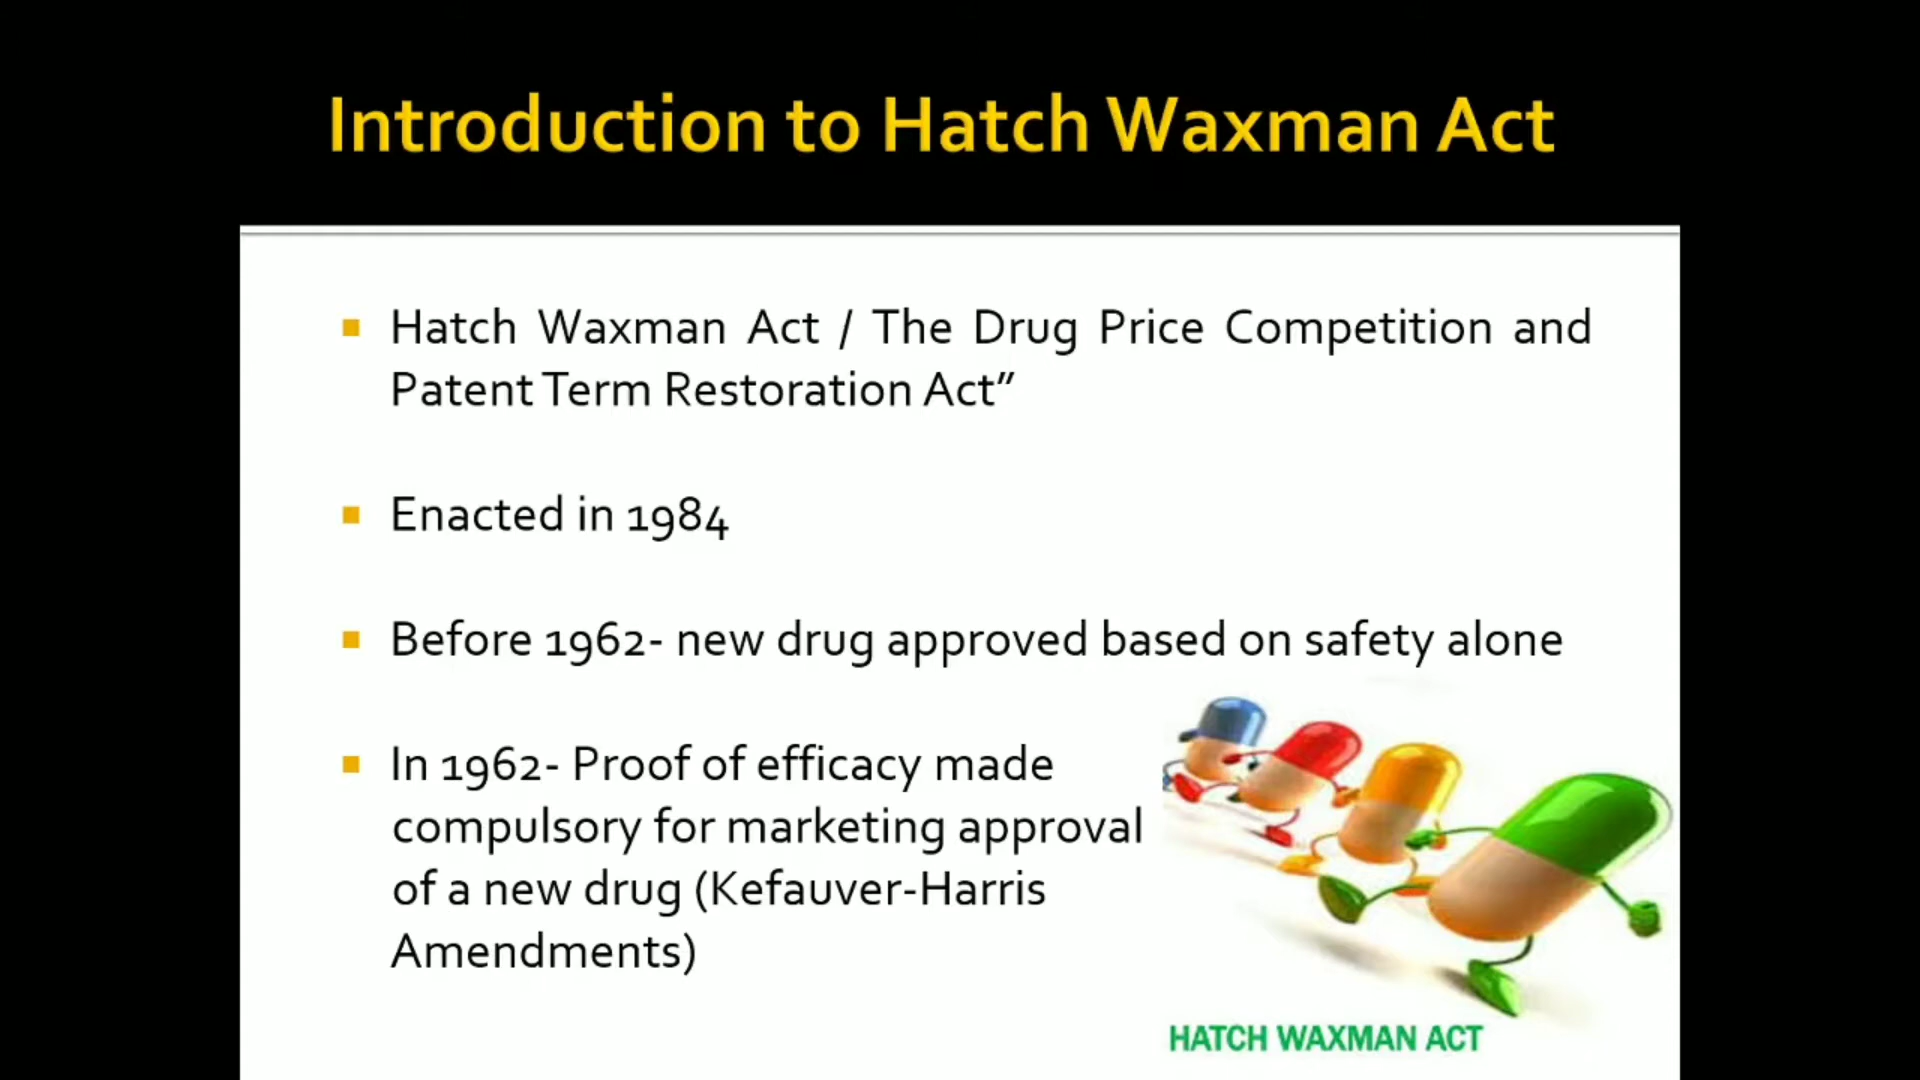 Introduction to Hatch Waxman Act
Hatch Waxman Act / The Drug Price Competition and
Patent Term Restoration Act”
Enacted in 1984
Before 1962- new drug approved based on safety alone
In 1962- Proof of efficacy made
compulsory for marketing approval
of a new drug (Kefauver-Harris
Amendments)
HATCH WAXMAN ACT